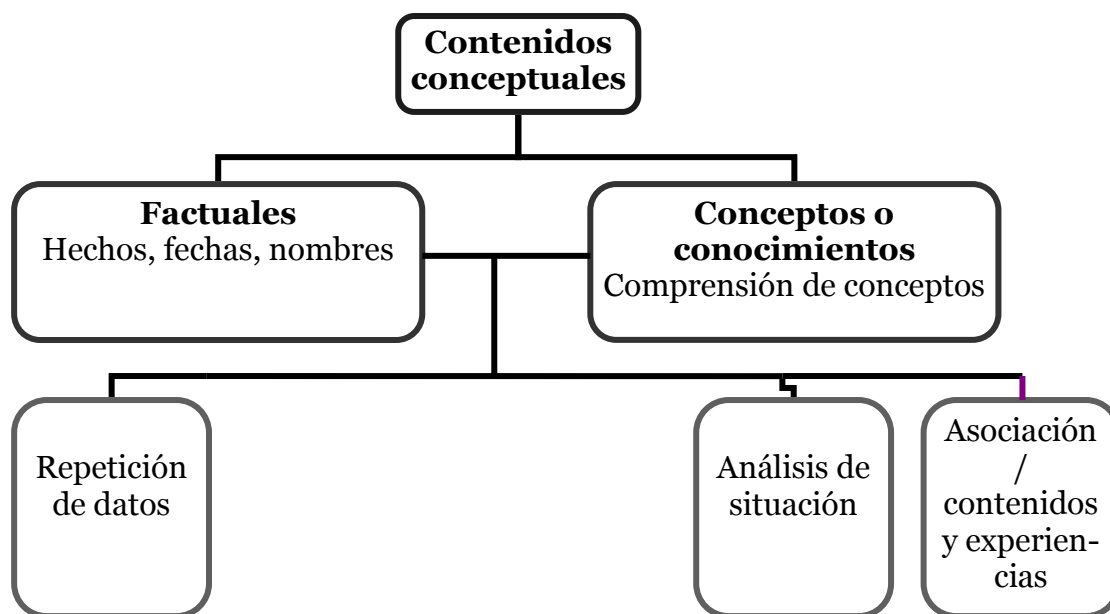 Contenidos
conceptuales
Factuales
Hechos, fechas, nombres
Conceptos o
conocimientos
Comprensión de conceptos
Repetición
de datos
Análisis de
situación
Asociación
/
contenidos
y experien-
cias